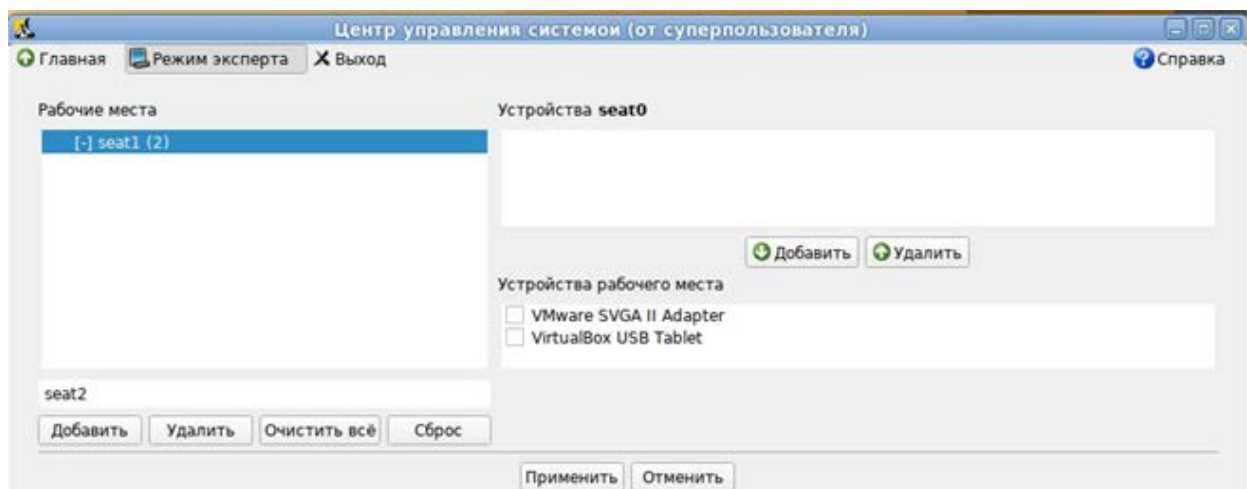 Центр управления системой (от суперпользователя)
Главная Режим эксперта Выход Справка
Рабочие места
[-] seat1 (2)
seat2
Добавить Удалить Очистить всё Сброс
Устройства seat0
Добавить Удалить
Устройства рабочего места
VMware SVGA II Adapter
VirtualBox USB Tablet
Применить Отменить